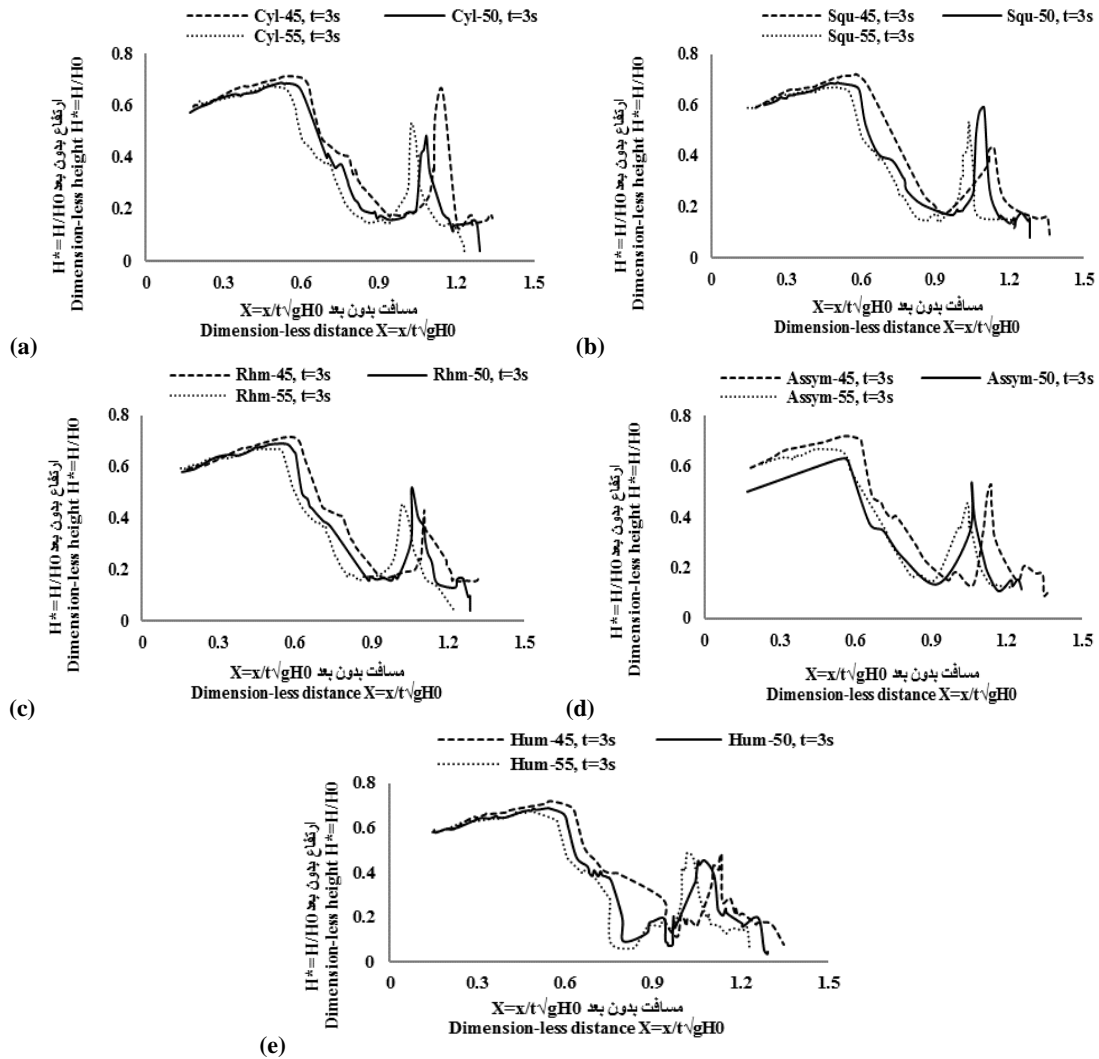 Cyl-45, t=3s Cyl-50, t=3s
Cyl-55, t=3s
ارتفاع بدون بعد H*=H/H0
Dimension-less height H*=H/H0
0.8
0.6
0.4
0.2
0
0 0.3 0.6 0.9 1.2 1.5
مسافت بدون بعد X=x/t√gH0
Dimension-less distance X=x/t√gH0
(a)
Squ-45, t=3s Squ-50, t=3s
Squ-55, t=3s
ارتفاع بدون بعد H*=H/H0
Dimension-less height H*=H/H0
0.8
0.6
0.4
0.2
0
0 0.3 0.6 0.9 1.2 1.5
مسافت بدون بعد X=x/t√gH0
Dimension-less distance X=x/t√gH0
(b)
Rhm-45, t=3s Rhm-50, t=3s
Rhm-55, t=3s
ارتفاع بدون بعد H*=H/H0
Dimension-less height H*=H/H0
0.8
0.6
0.4
0.2
0
0 0.3 0.6 0.9 1.2 1.5
مسافت بدون بعد X=x/t√gH0
Dimension-less distance X=x/t√gH0
(c)
Assym-45, t=3s Assym-50, t=3s
Assym-55, t=3s
ارتفاع بدون بعد H*=H/H0
Dimension-less height H*=H/H0
0.8
0.6
0.4
0.2
0
0 0.3 0.6 0.9 1.2 1.5
مسافت بدون بعد X=x/t√gH0
Dimension-less distance X=x/t√gH0
(d)
Hum-45, t=3s Hum-50, t=3s
Hum-55, t=3s
ارتفاع بدون بعد H*=H/H0
Dimension-less height H*=H/H0
0.8
0.6
0.4
0.2
0
0 0.3 0.6 0.9 1.2 1.5
مسافت بدون بعد X=x/t√gH0
Dimension-less distance X=x/t√gH0
(e)